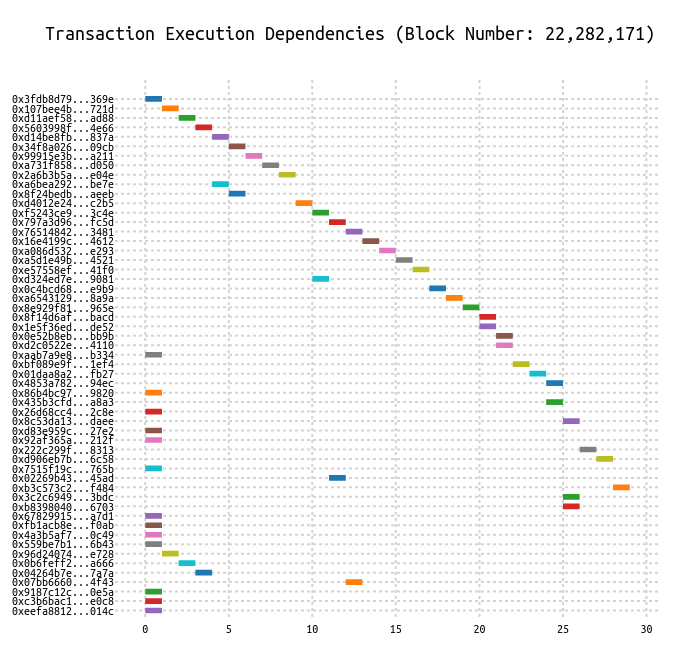 Transaction Execution Dependencies (Block Number: 22,282,171)
0x3fdb8d79...369e
0x107bee4b...721d
0xd11aef58...ad88
0x5603998f...4e66
0xd14be8fb...837a
0x34f8a026...09cb
0x99915e3b...a211
0xa731f858...d050
0x2a6b3b5a...e04e
0xa6bea292...be7e
0x8f24bedb...aeeb
0xd4012e24...c2b5
0xf5243ce9...3c4e
0x797a3d96...fc5d
0x76514842...3481
0x16e4199c...4612
0xa086d532...e293
0xa5d1e49b...4521
0xe57558ef...41f0
0xd324ed7e...9081
0x0c4bcd68...e9b9
0xa6543129...8a9a
0x8e929f81...965e
0x8f14d6af...bacd
0x1e5f36ed...de52
0x0e52b8eb...bb9b
0xd2c0522e...4110
0xaab7a9e8...b334
0xbf089e9f...1ef4
0x01daa8a2...fb27
0x4853a782...94ec
0x86b4bc97...9820
0x435b3cfd...a8a3
0x26d68cc4...2c8e
0x8c53da13...daee
0xd83e959c...27e2
0x92af365a...212f
0x222c299f...8313
0xd906eb7b...6c58
0x7515f19c...765b
0x02269b43...45ad
0xb3c573c2...f484
0x3c2c6949...3bdc
0xb8398040...6703
0x67829915...a7d1
0xfb1acb8e...f0ab
0x4a3b5af7...0c49
0x559be7b1...6b43
0x96d24074...e728
0x0b6feff2...a666
0x04264b7e...7a7a
0x07bb6660...4f43
0x9187c12c...0e5a
0xc3b6bac1...e0c8
0xeefa8812...014c
0 5 10 15 20 25 30